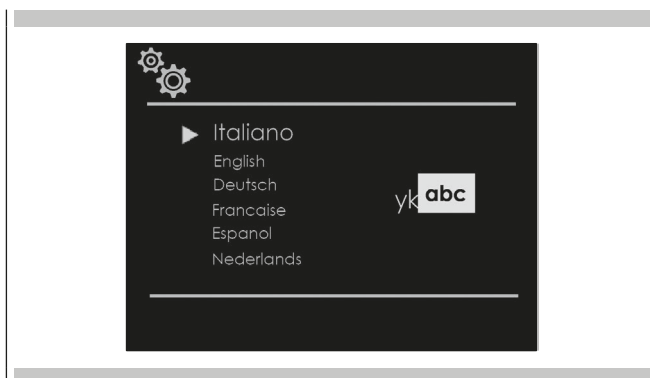 Italiano
English
Deutsch
Francaise
Espanol
Nederlands
yk abc